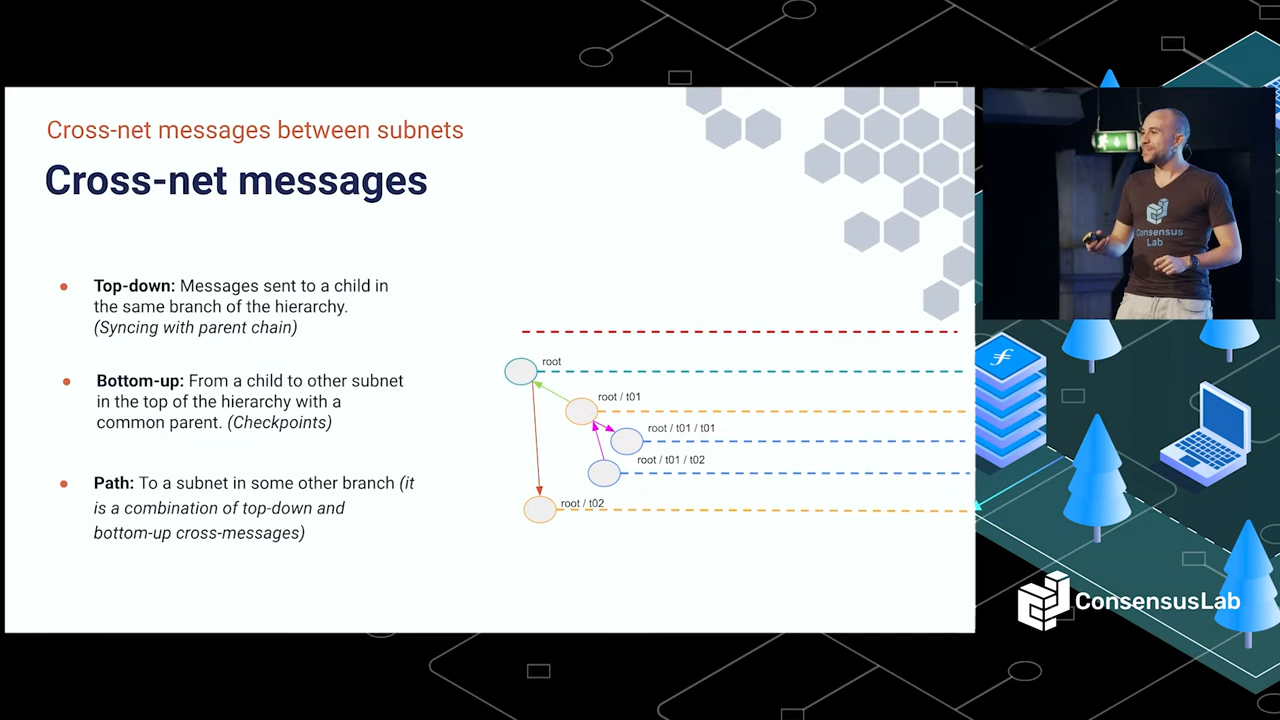 Cross-net messages between subnets
Cross-net messages
Top-down: Messages sent to a child in
the same branch of the hierarchy.
(Syncing with parent chain)
Bottom-up: From a child to other subnet
in the top of the hierarchy with a
common parent. (Checkpoints)
Path: To a subnet in some other branch (it
is a combination of top-down and
bottom-up cross-messages)
root
root / t01
root / t01 / t01
root / t01 / t02
root / t02
Consensus
Lab
ConsensusLab